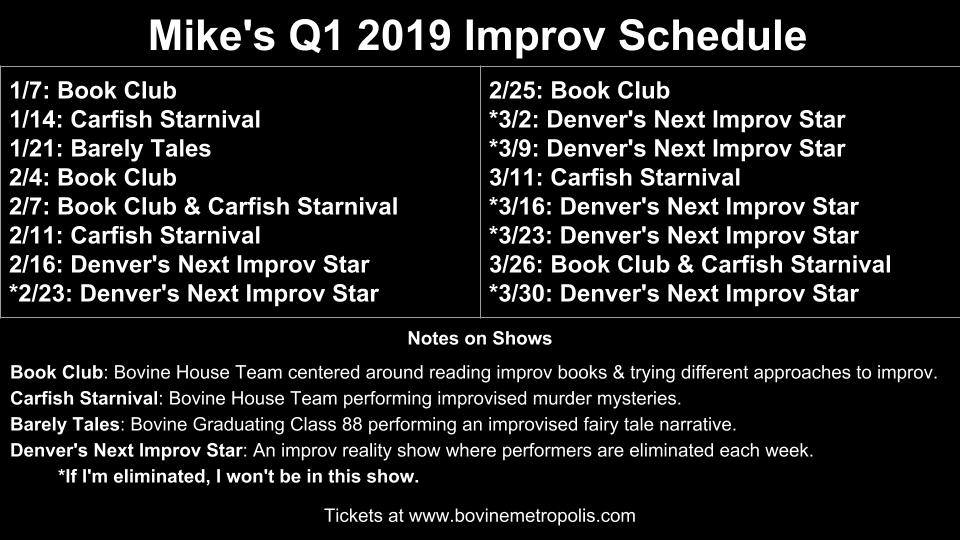 Mike's Q1 2019 Improv Schedule
1/7: Book Club
1/14: Carfish Starnival
1/21: Barely Tales
2/4: Book Club
2/7: Book Club & Carfish Starnival
2/11: Carfish Starnival
2/16: Denver's Next Improv Star
*2/23: Denver's Next Improv Star
2/25: Book Club
*3/2: Denver's Next Improv Star
*3/9: Denver's Next Improv Star
3/11: Carfish Starnival
*3/16: Denver's Next Improv Star
*3/23: Denver's Next Improv Star
3/26: Book Club & Carfish Starnival
*3/30: Denver's Next Improv Star
Notes on Shows
Book Club: Bovine House Team centered around reading improv books & trying different approaches to improv.
Carfish Starnival: Bovine House Team performing improvised murder mysteries.
Barely Tales: Bovine Graduating Class 88 performing an improvised fairy tale narrative.
Denver's Next Improv Star: An improv reality show where performers are eliminated each week.
*If I'm eliminated, I won't be in this show.
Tickets at www.bovinemetropolis.com